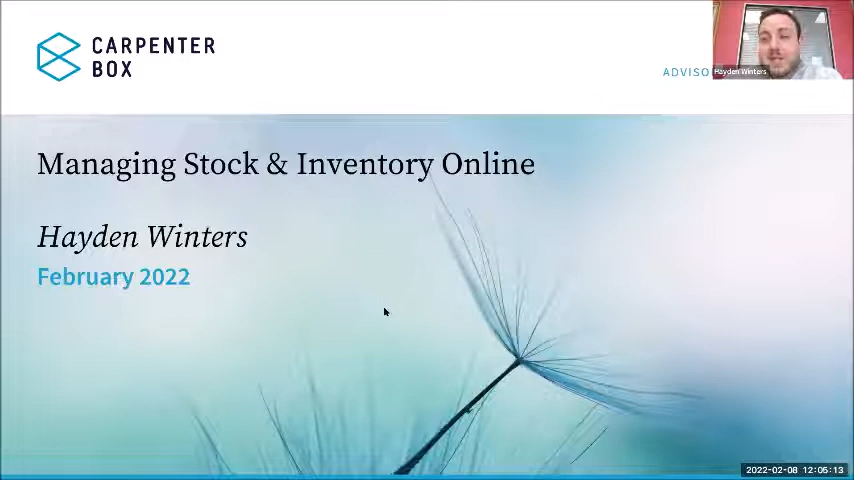 CARPENTER
BOX
ADVISO
Hayden Winters
Managing Stock & Inventory Online
Hayden Winters
February 2022
2022-02-08 12:05:13